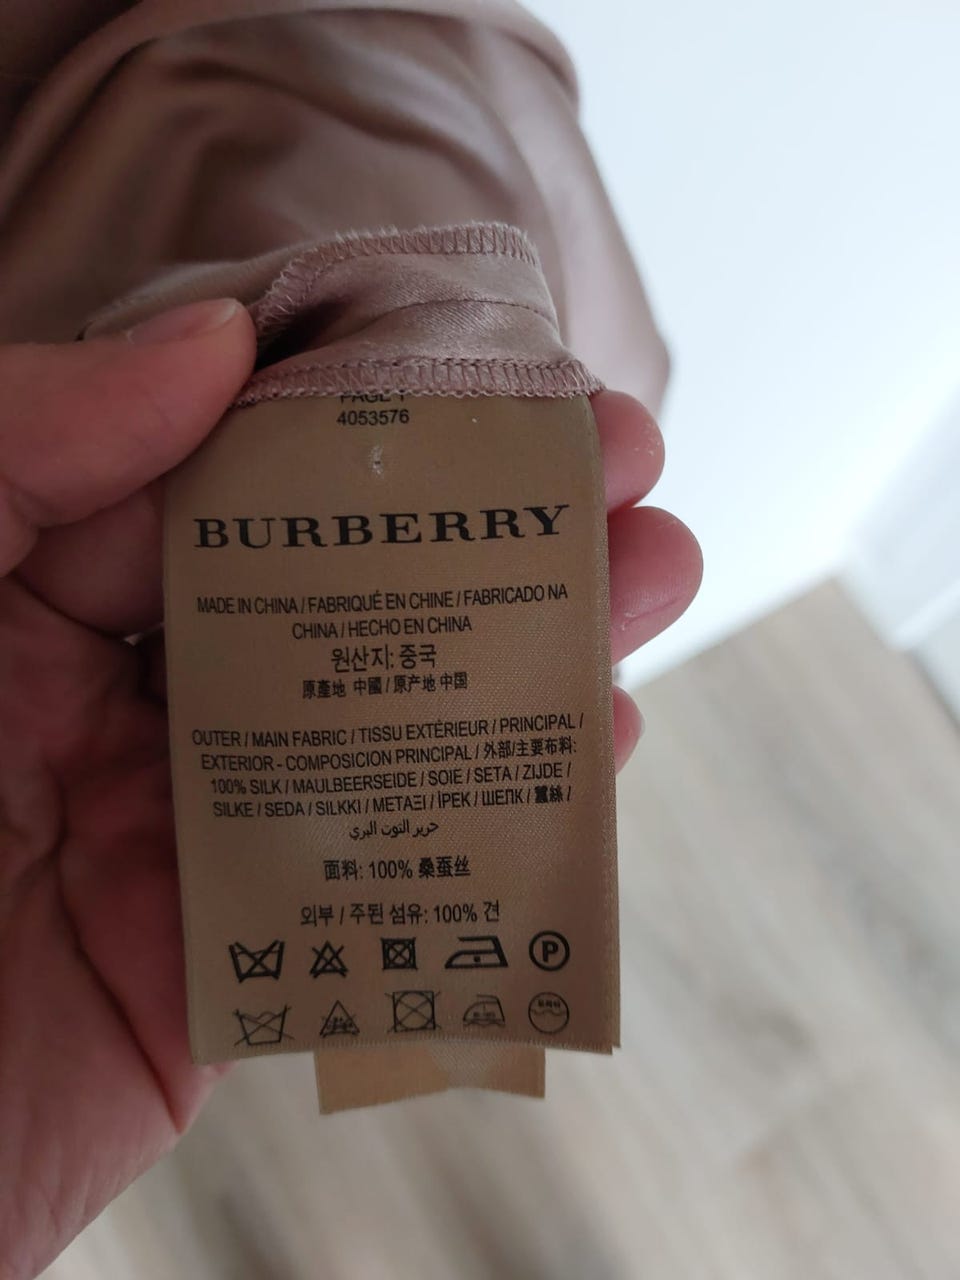 PAGE 1
4053576
BURBERRY
MADE IN CHINA / FABRIQUÉ EN CHINE / FABRICADO NA
CHINA / HECHO EN CHINA
원산지: 중국
原產地 中國 / 原产地 中国
OUTER / MAIN FABRIC / TISSU EXTÉRIEUR / PRINCIPAL /
EXTERIOR - COMPOSICION PRINCIPAL / 外部/主要布料:
100% SILK / MAULBEERSEIDE / SOIE / SETA / ZIJDE /
SILKE / SEDA / SILKKI / ΜΕΤΑΞΙ / İPEK / ШЕЛК / 蠶絲 /
حرير التوت البري
面料: 100% 桑蚕丝
외부 / 주된 섬유: 100% 견
P